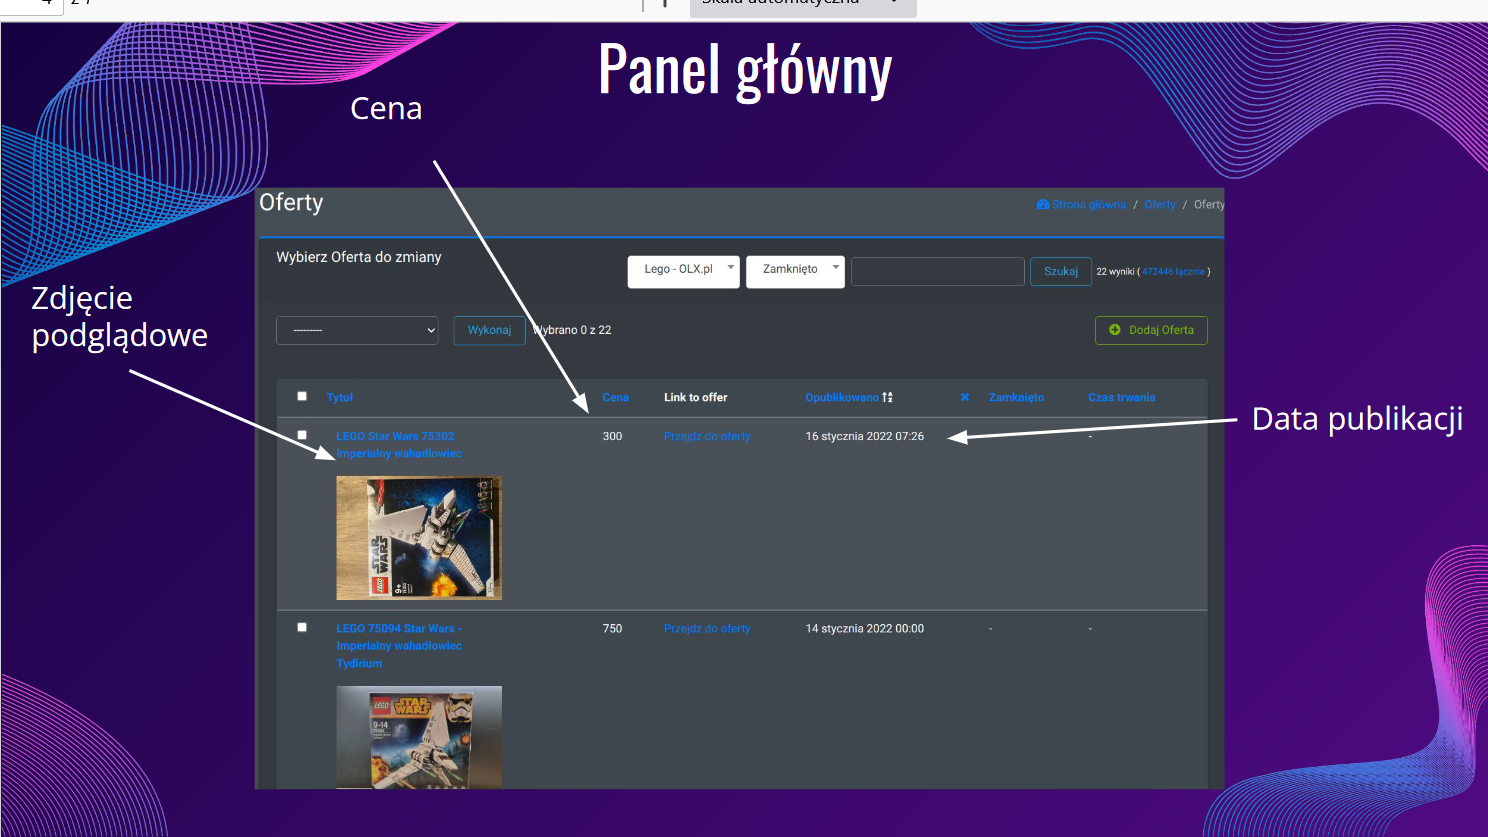 Skala automatyczna
Panel główny
Cena
Zdjęcie
podglądowe
Data publikacji
Oferty
Strona główna / Oferty / Oferty
Wybierz Oferta do zmiany
Lego - OLX.pl
Zamknięto
Szukaj
22 wyniki ( 472446 łącznie )
---------
Wykonaj
Wybrano 0 z 22
Dodaj Oferta
Tytuł Cena Link to offer Opublikowano Zamknięto Czas trwania
LEGO Star Wars 75302
Imperialny wahadłowiec
300 Przejdz do oferty 16 stycznia 2022 07:26 -
STAR
WARS
LEGO
9+
LEGO 75094 Star Wars -
Imperialny wahadłowiec
Tydirium
750 Przejdz do oferty 14 stycznia 2022 00:00 - -
LEGO STAR
WARS
9-14